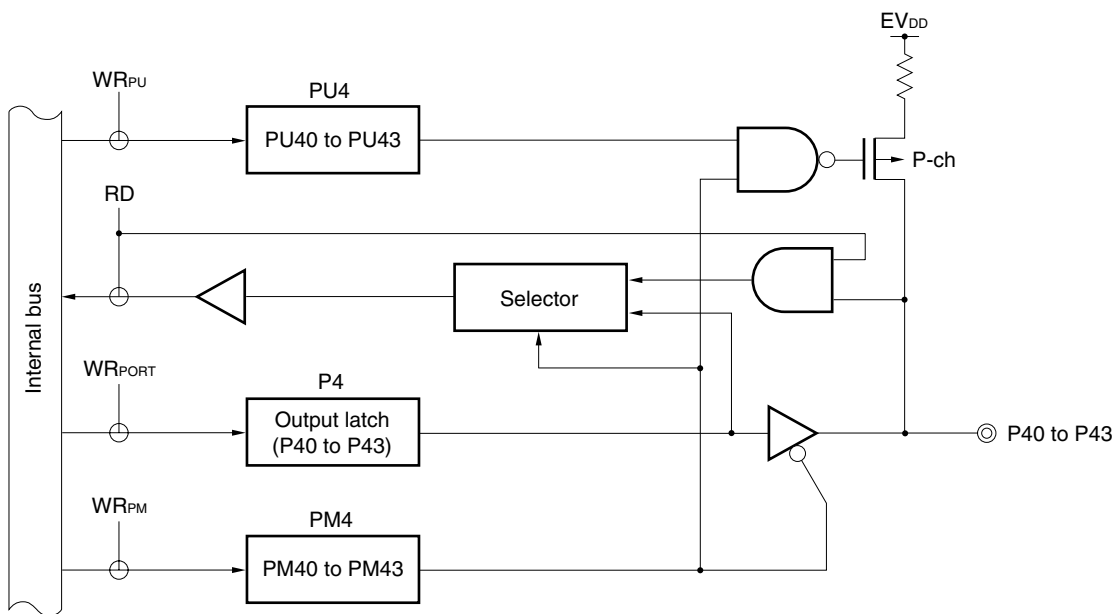 EVDD
WRPU
PU4
PU40 to PU43
P-ch
RD
Selector
Internal bus
WRPORT
P4
Output latch
(P40 to P43)
P40 to P43
WRPM
PM4
PM40 to PM43